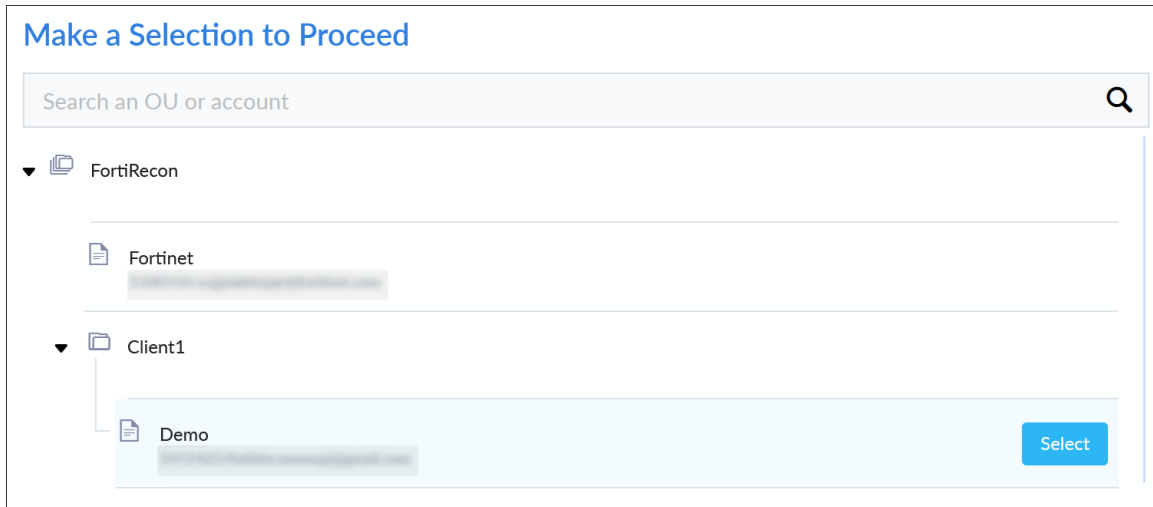 Make a Selection to Proceed
Search an OU or account
FortiRecon
Fortinet
Client1
Demo
Select